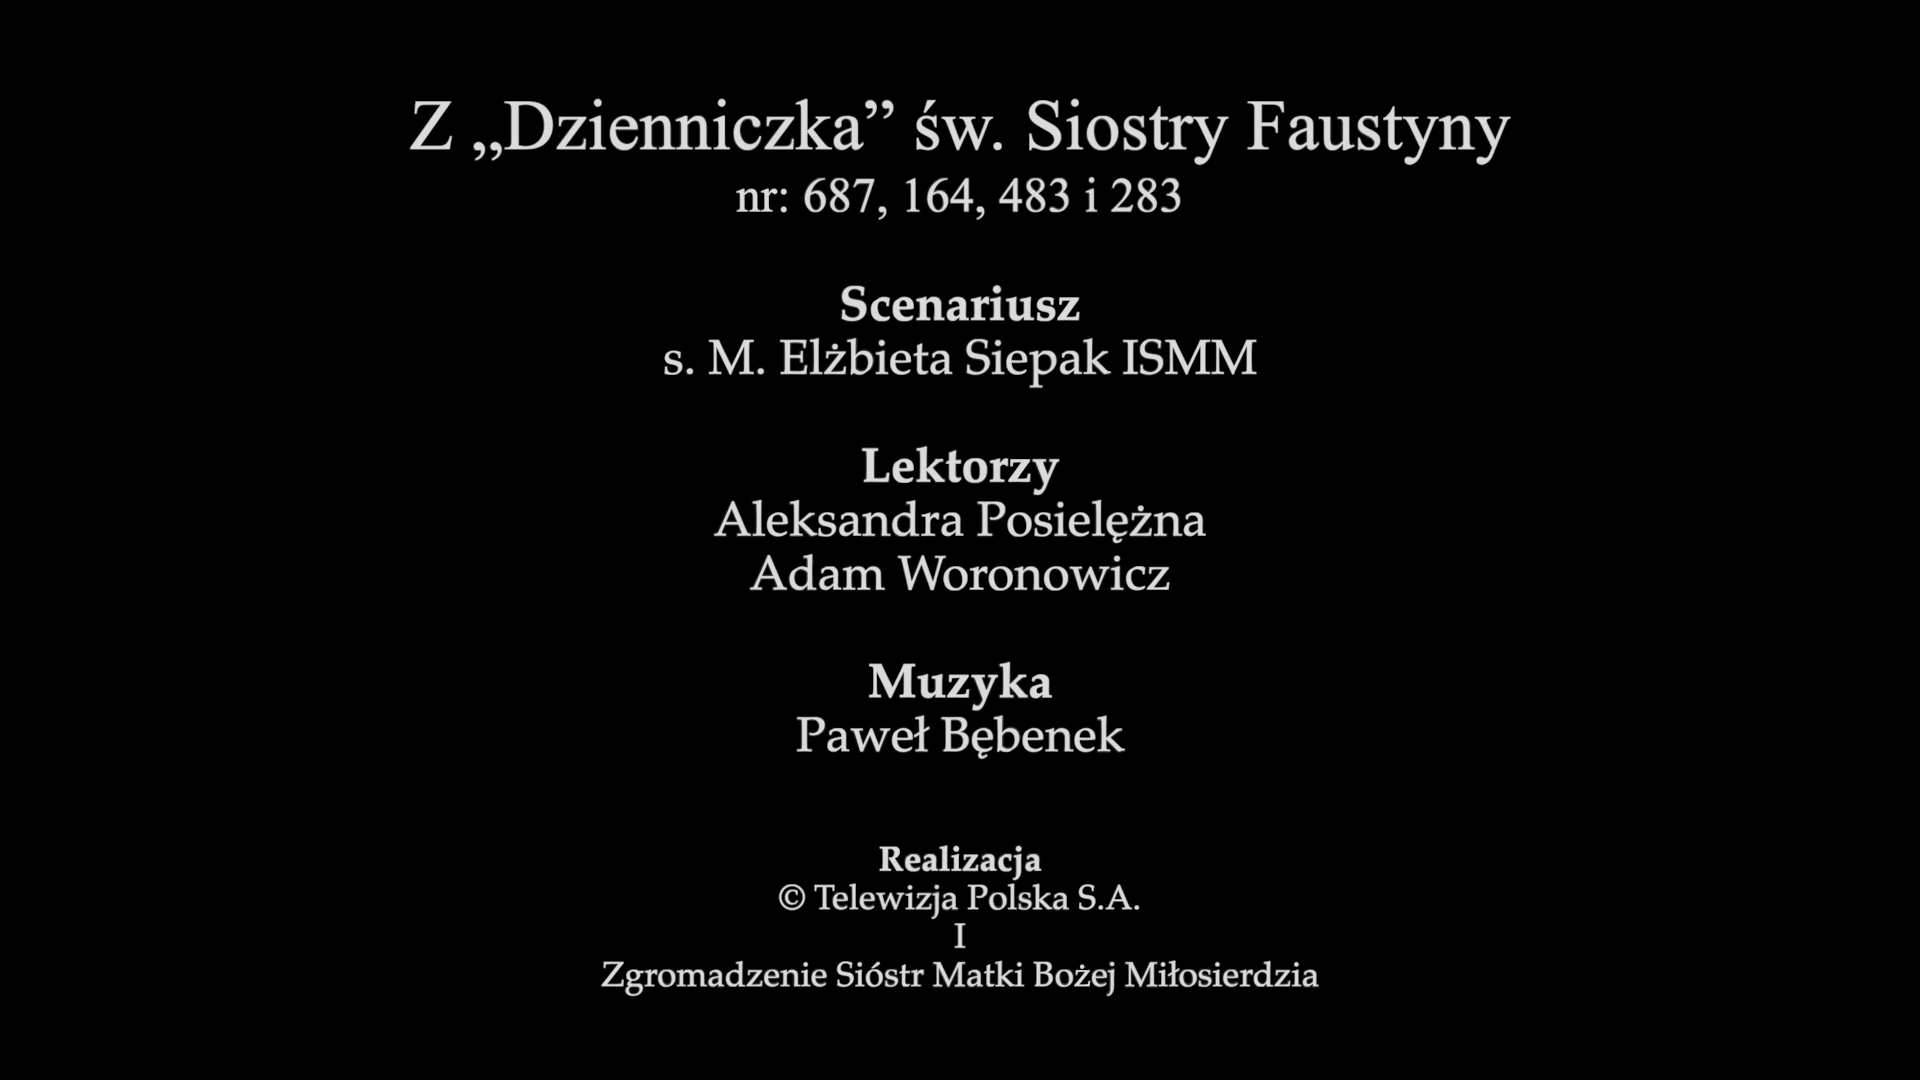 Z „Dzienniczka” św. Siostry Faustyny
nr: 687, 164, 483 i 283
Scenariusz
s. M. Elżbieta Siepak ISMM
Lektorzy
Aleksandra Posielężna
Adam Woronowicz
Muzyka
Paweł Bębenek
Realizacja
© Telewizja Polska S.A.
I
Zgromadzenie Sióstr Matki Bożej Miłosierdzia